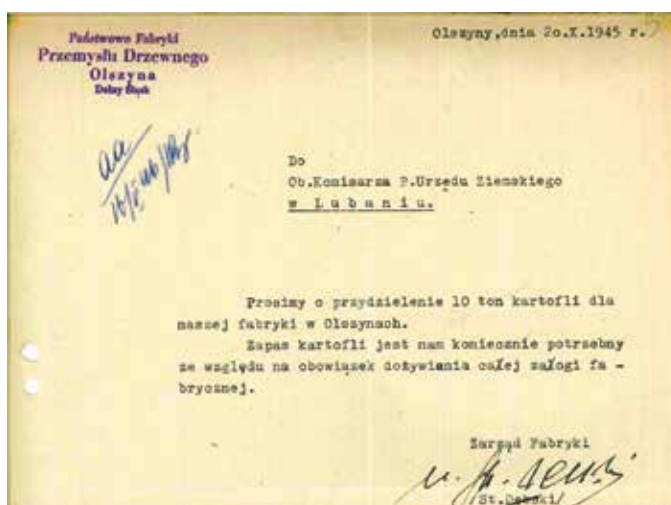 Państwowe Fabryki
Przemysłu Drzewnego
Olszyna
Dolny Śląsk
Olszyny,dnia 2o.X.1945 r.
aa
Do
Ob.Komisarza P.Urzędu Ziemskiego
w Lubaniu.
Prosimy o przydzielenie 10 ton kartofli dla
naszej fabryki w Olszynach.
Zapas kartofli jest nam koniecznie potrzebny
ze względu na obowiązek dożywiania całej załogi fa -
brycznej.
Zarząd Fabryki
St.Dębski/